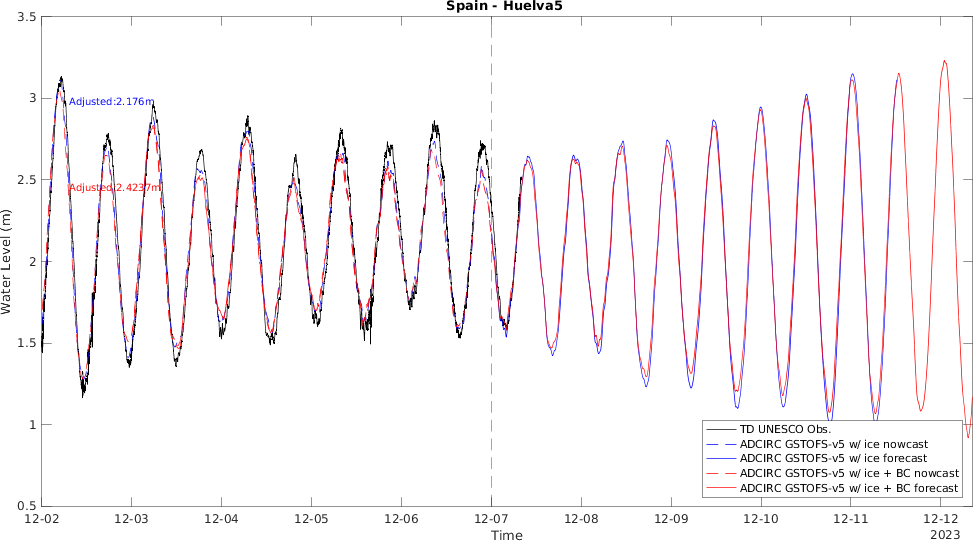 Spain - Huelva5
3.5
3
2.5
2
1.5
1
0.5
Water Level (m)
Adjusted:2.176m
Adjusted:2.4237m
TD UNESCO Obs.
ADCIRC GSTOFS-v5 w/ ice nowcast
ADCIRC GSTOFS-v5 w/ ice forecast
ADCIRC GSTOFS-v5 w/ ice + BC nowcast
ADCIRC GSTOFS-v5 w/ ice + BC forecast
12-02 12-03 12-04 12-05 12-06 12-07 12-08 12-09 12-10 12-11 12-12
2023
Time